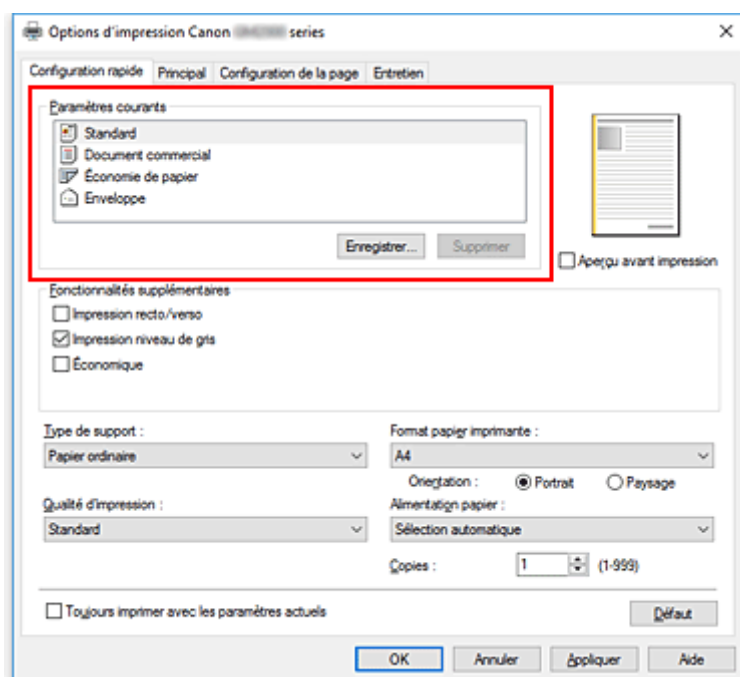 Options d'impression Canon series
Configuration rapide Principal Configuration de la page Entretien
Paramètres courants
Standard
Document commercial
Économie de papier
Enveloppe
Enregistrer... Supprimer
Aperçu avant impression
Fonctionnalités supplémentaires
Impression recto/verso
Impression niveau de gris
Économique
Type de support :
Papier ordinaire
Format papier imprimante :
A4
Orientation : Portrait Paysage
Qualité d'impression :
Standard
Alimentation papier :
Sélection automatique
Copies : 1 (1-999)
Toujours imprimer avec les paramètres actuels
Défaut
OK Annuler Appliquer Aide